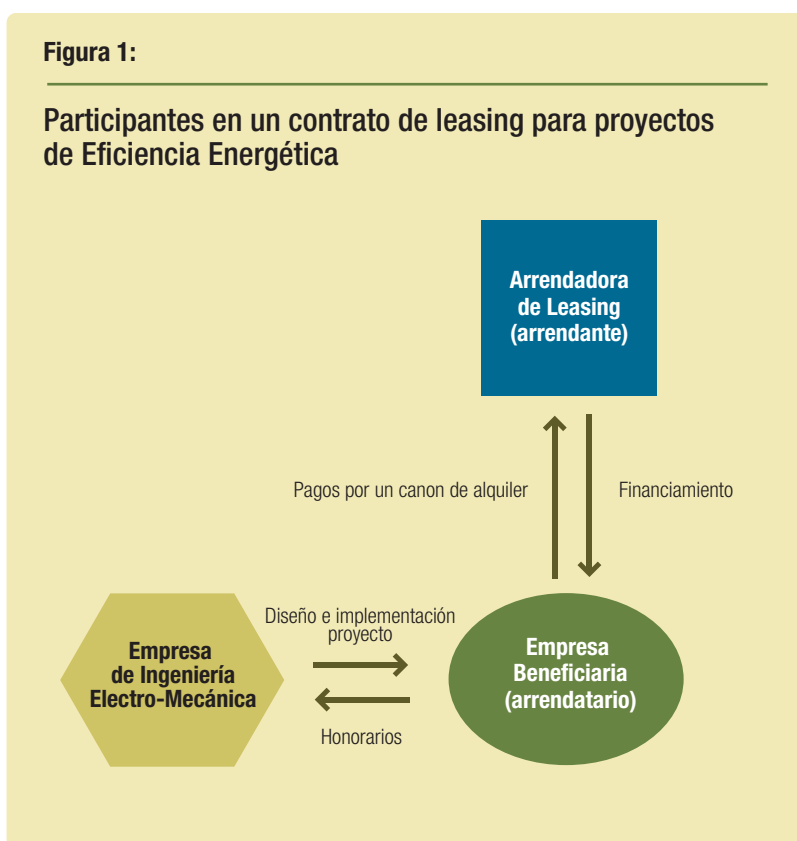 Figura 1:
Participantes en un contrato de leasing para proyectos
de Eficiencia Energética
Arrendadora
de Leasing
(arrendante)
Pagos por un canon de alquiler
Financiamiento
Diseño e implementación
proyecto
Empresa
de Ingeniería
Electro-Mecánica
Empresa
Beneficiaria
(arrendatario)
Honorarios